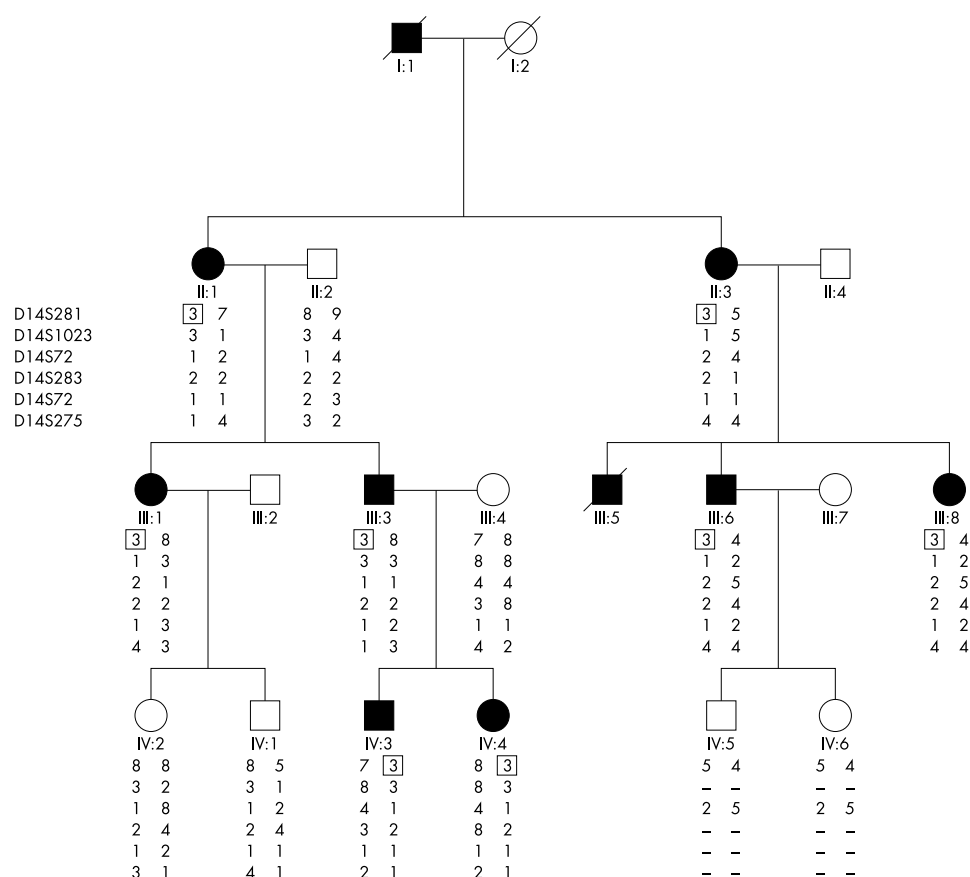 I:1 I:2
II:1 II:2 II:3 II:4
D14S281 3 7 8 9 3 5
D14S1023 3 1 3 4 1 5
D14S72 1 2 1 4 2 4
D14S283 2 2 2 2 2 1
D14S72 1 1 2 3 1 1
D14S275 1 4 3 2 4 4
III:1 III:2 III:3 III:4 III:5 III:6 III:7 III:8
3 8 3 8 7 8 3 4 3 4
1 3 3 3 8 8 1 2 1 2
2 1 1 1 4 4 2 5 2 5
2 2 2 2 3 8 2 4 2 4
1 3 1 2 1 1 1 2 1 2
4 3 1 3 4 2 4 4 4 4
IV:2 IV:1 IV:3 IV:4 IV:5 IV:6
8 8 8 5 7 3 8 3 5 4 5 4
3 2 3 1 8 3 8 3 – – – –
1 8 1 2 4 1 4 1 2 5 2 5
2 4 2 4 3 2 8 2 – – – –
1 2 1 1 1 1 1 1 – – – –
3 1 4 1 2 1 2 1 – – – –